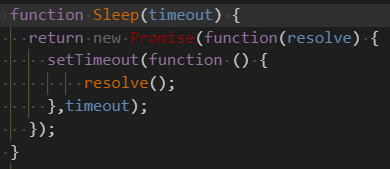 function Sleep(timeout) {
  return new Promise(function(resolve) {
    setTimeout(function () {
        resolve();
    },timeout);
  });
}